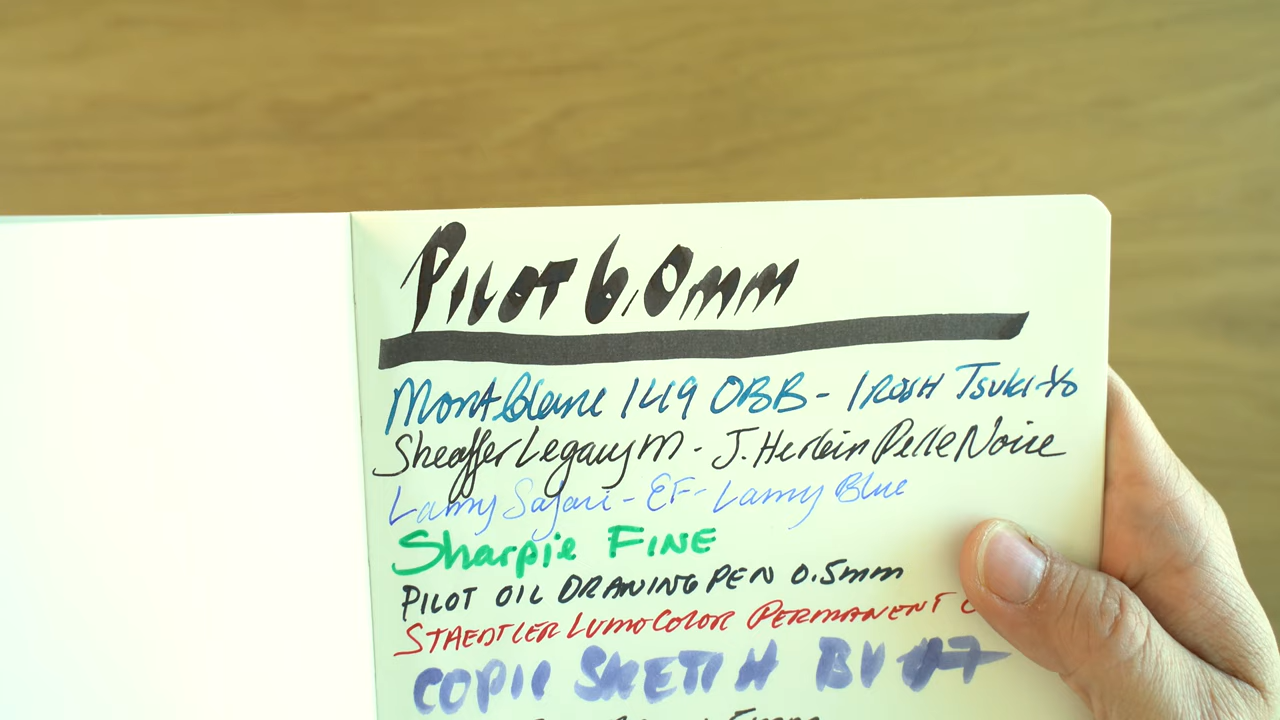 PILOT 6.0mm
Montblanc 149 OBB - IROSH TSUKI-YO
Sheaffer Legacy M - J. Herbin Perle Noire
Lamy Safari - EF - Lamy Blue
Sharpie FINE
PILOT OIL DRAWING PEN 0.5mm
STAEDTLER LUMOCOLOR PERMANENT
COPIC SKETCH BV